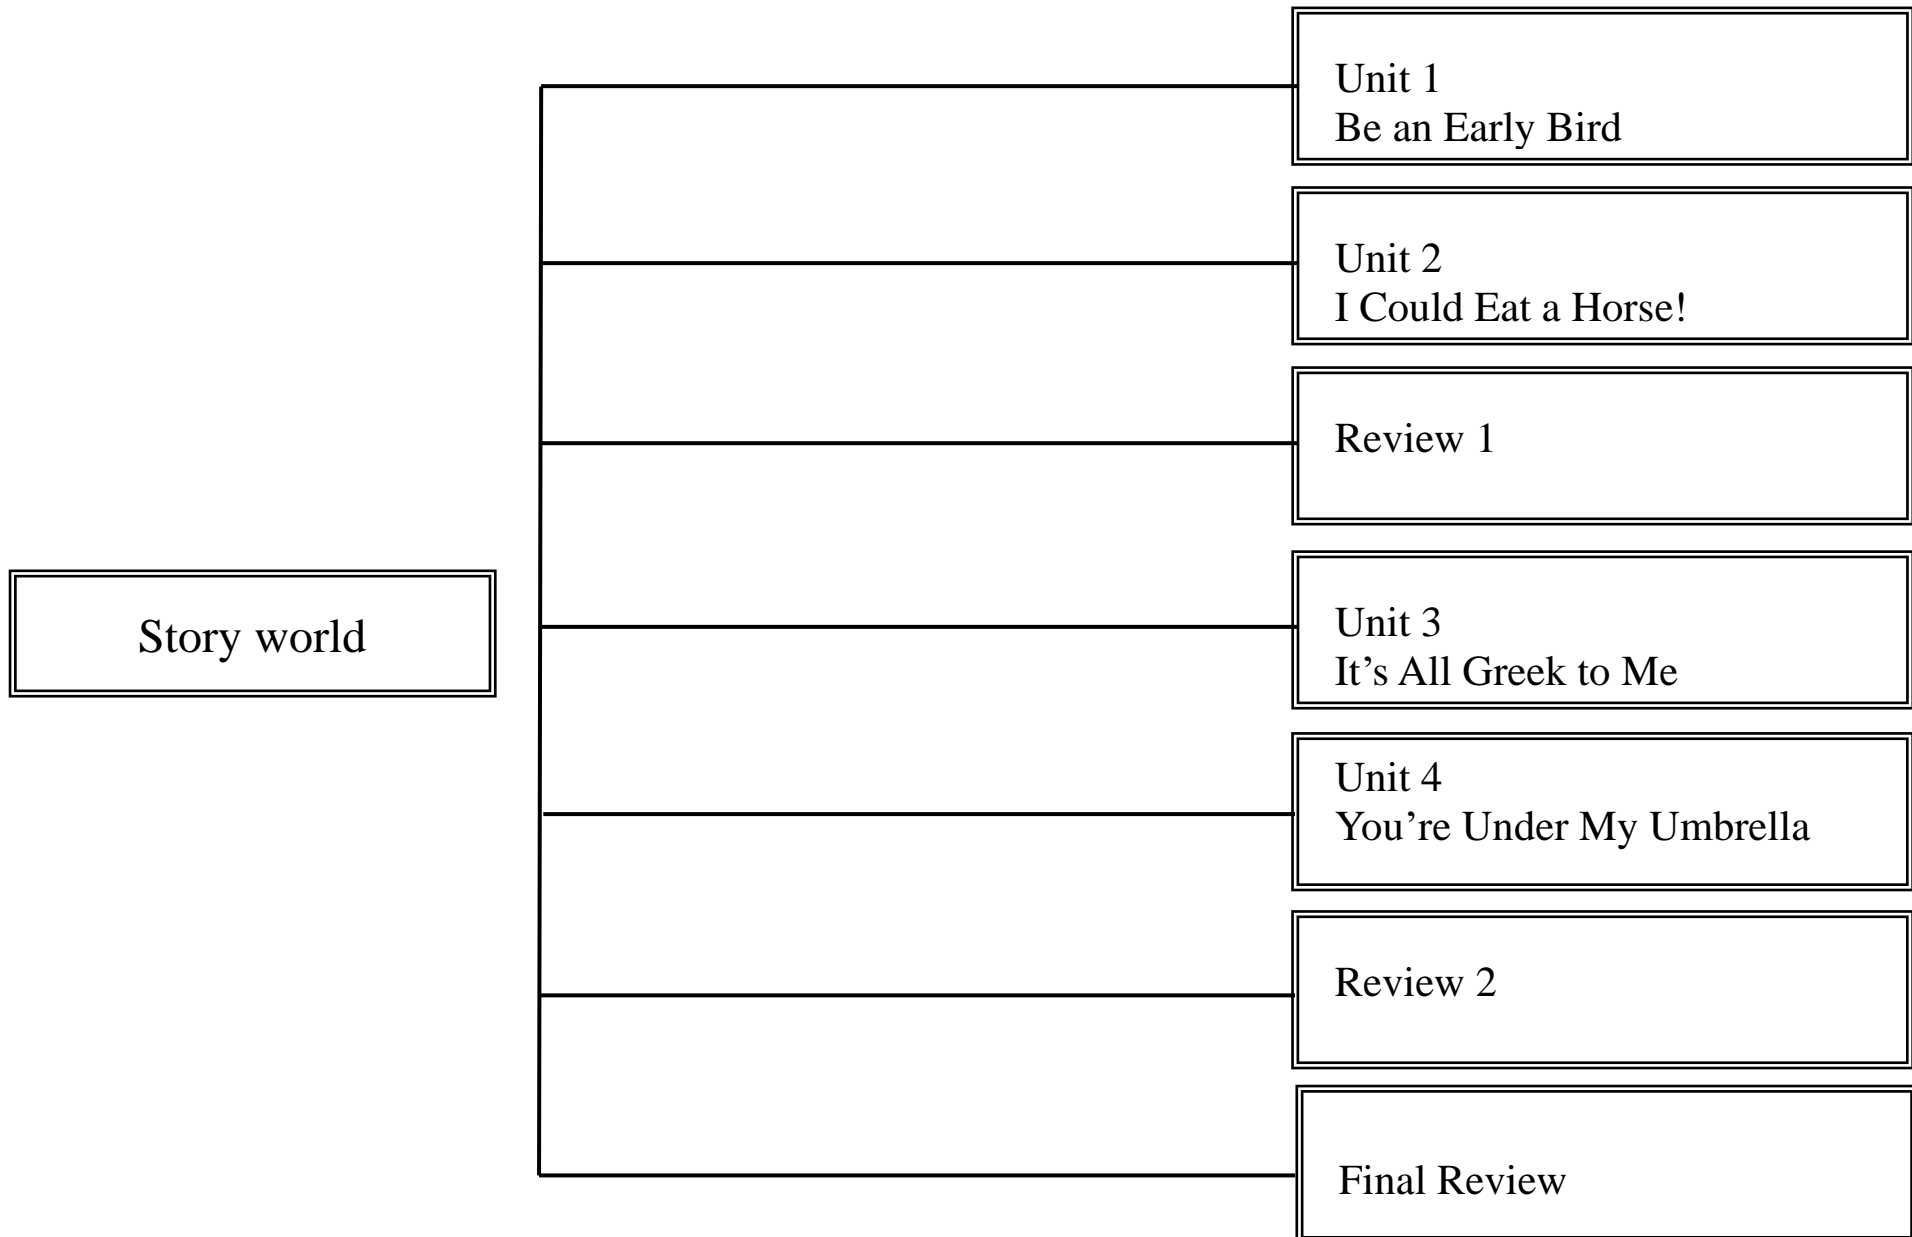 Unit 1
Be an Early Bird
Unit 2
I Could Eat a Horse!
Review 1
Story world
Unit 3
It’s All Greek to Me
Unit 4
You’re Under My Umbrella
Review 2
Final Review